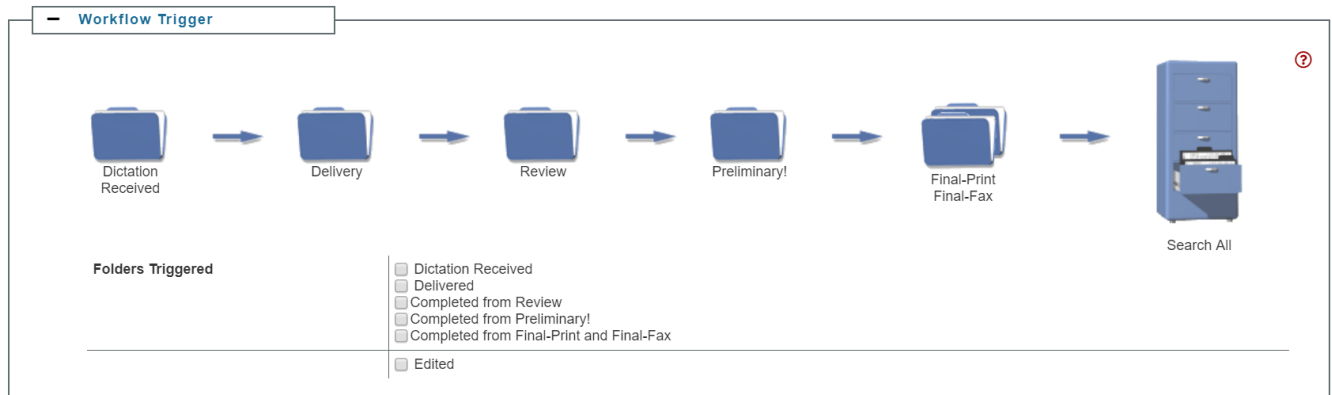 Workflow Trigger
Dictation
Received
Delivery
Review
Preliminary!
Final-Print
Final-Fax
Search All
Folders Triggered
Dictation Received
Delivered
Completed from Review
Completed from Preliminary!
Completed from Final-Print and Final-Fax
Edited